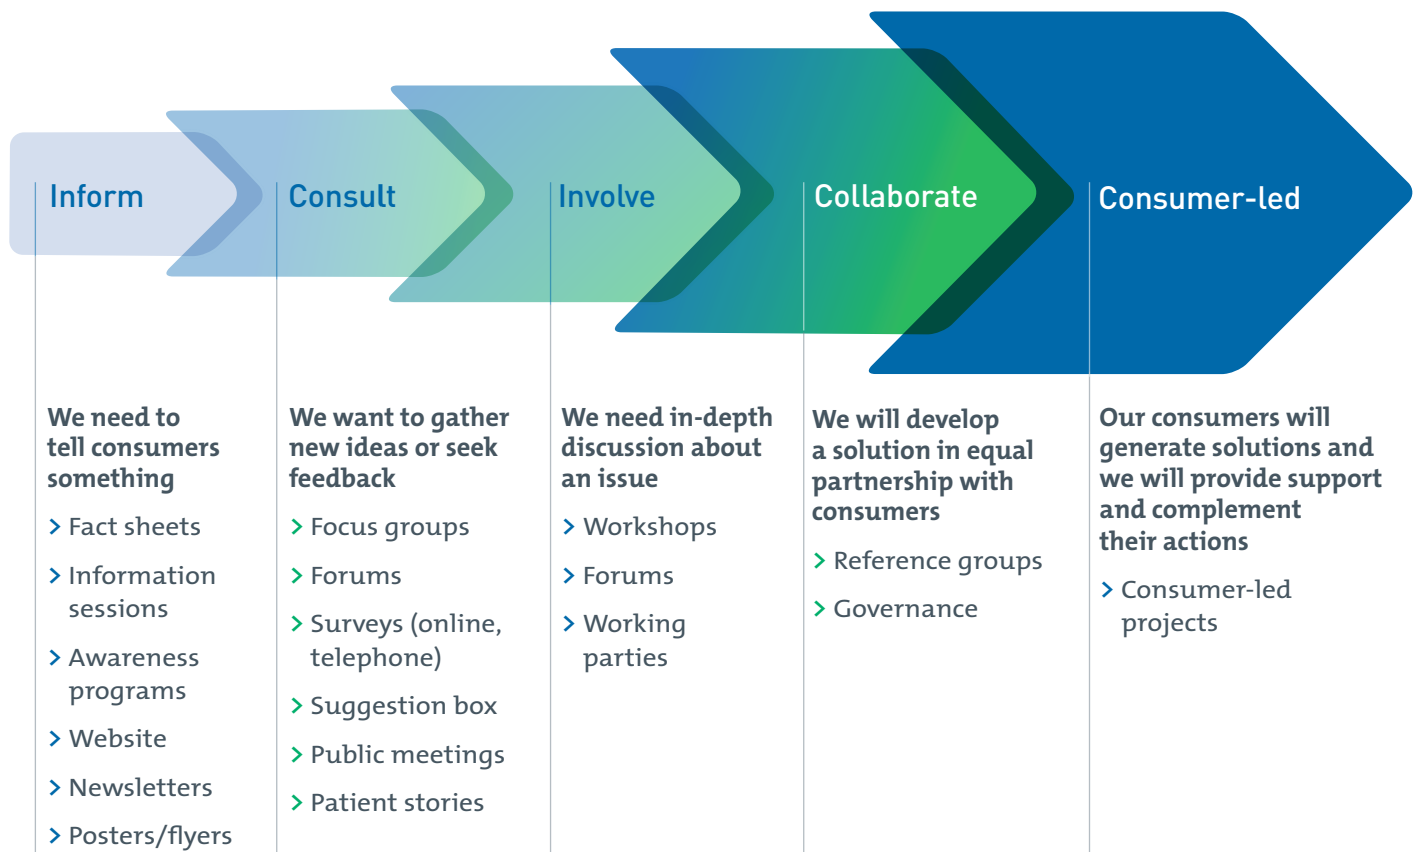 Inform
Consult
Involve
Collaborate
Consumer-led
We need to
tell consumers
something
> Fact sheets
> Information
sessions
> Awareness
programs
> Website
> Newsletters
> Posters/flyers
We want to gather
new ideas or seek
feedback
> Focus groups
> Forums
> Surveys (online,
telephone)
> Suggestion box
> Public meetings
> Patient stories
We need in-depth
discussion about
an issue
> Workshops
> Forums
> Working
parties
We will develop
a solution in equal
partnership with
consumers
> Reference groups
> Governance
Our consumers will
generate solutions and
we will provide support
and complement
their actions
> Consumer-led
projects